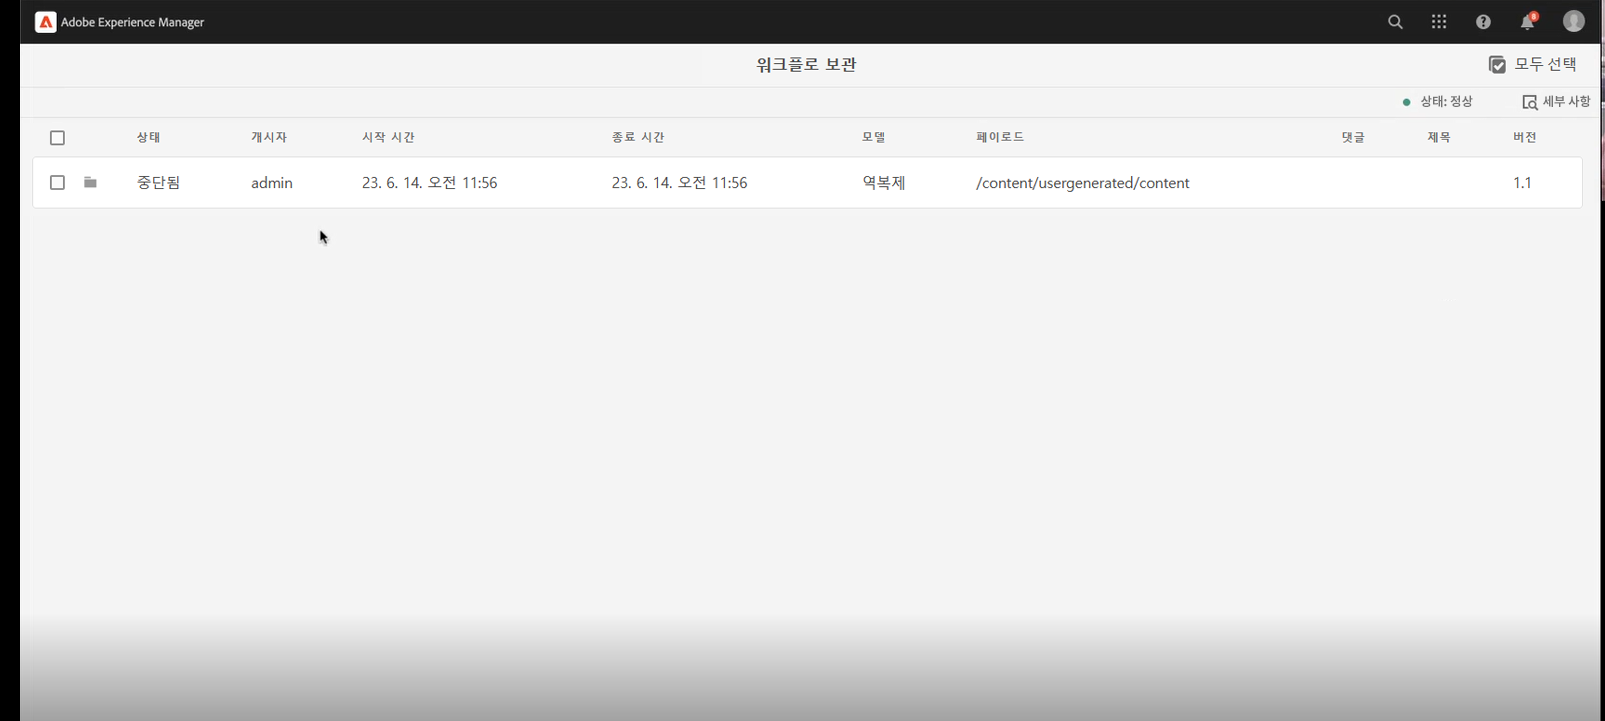 Adobe Experience Manager
8
워크플로 보관
모두 선택
상태: 정상 세부 사항
상태 개시자 시작 시간 종료 시간 모델 페이로드 댓글 제목 버전
중단됨 admin 23. 6. 14. 오전 11:56 23. 6. 14. 오전 11:56 역복제 /content/usergenerated/content 1.1